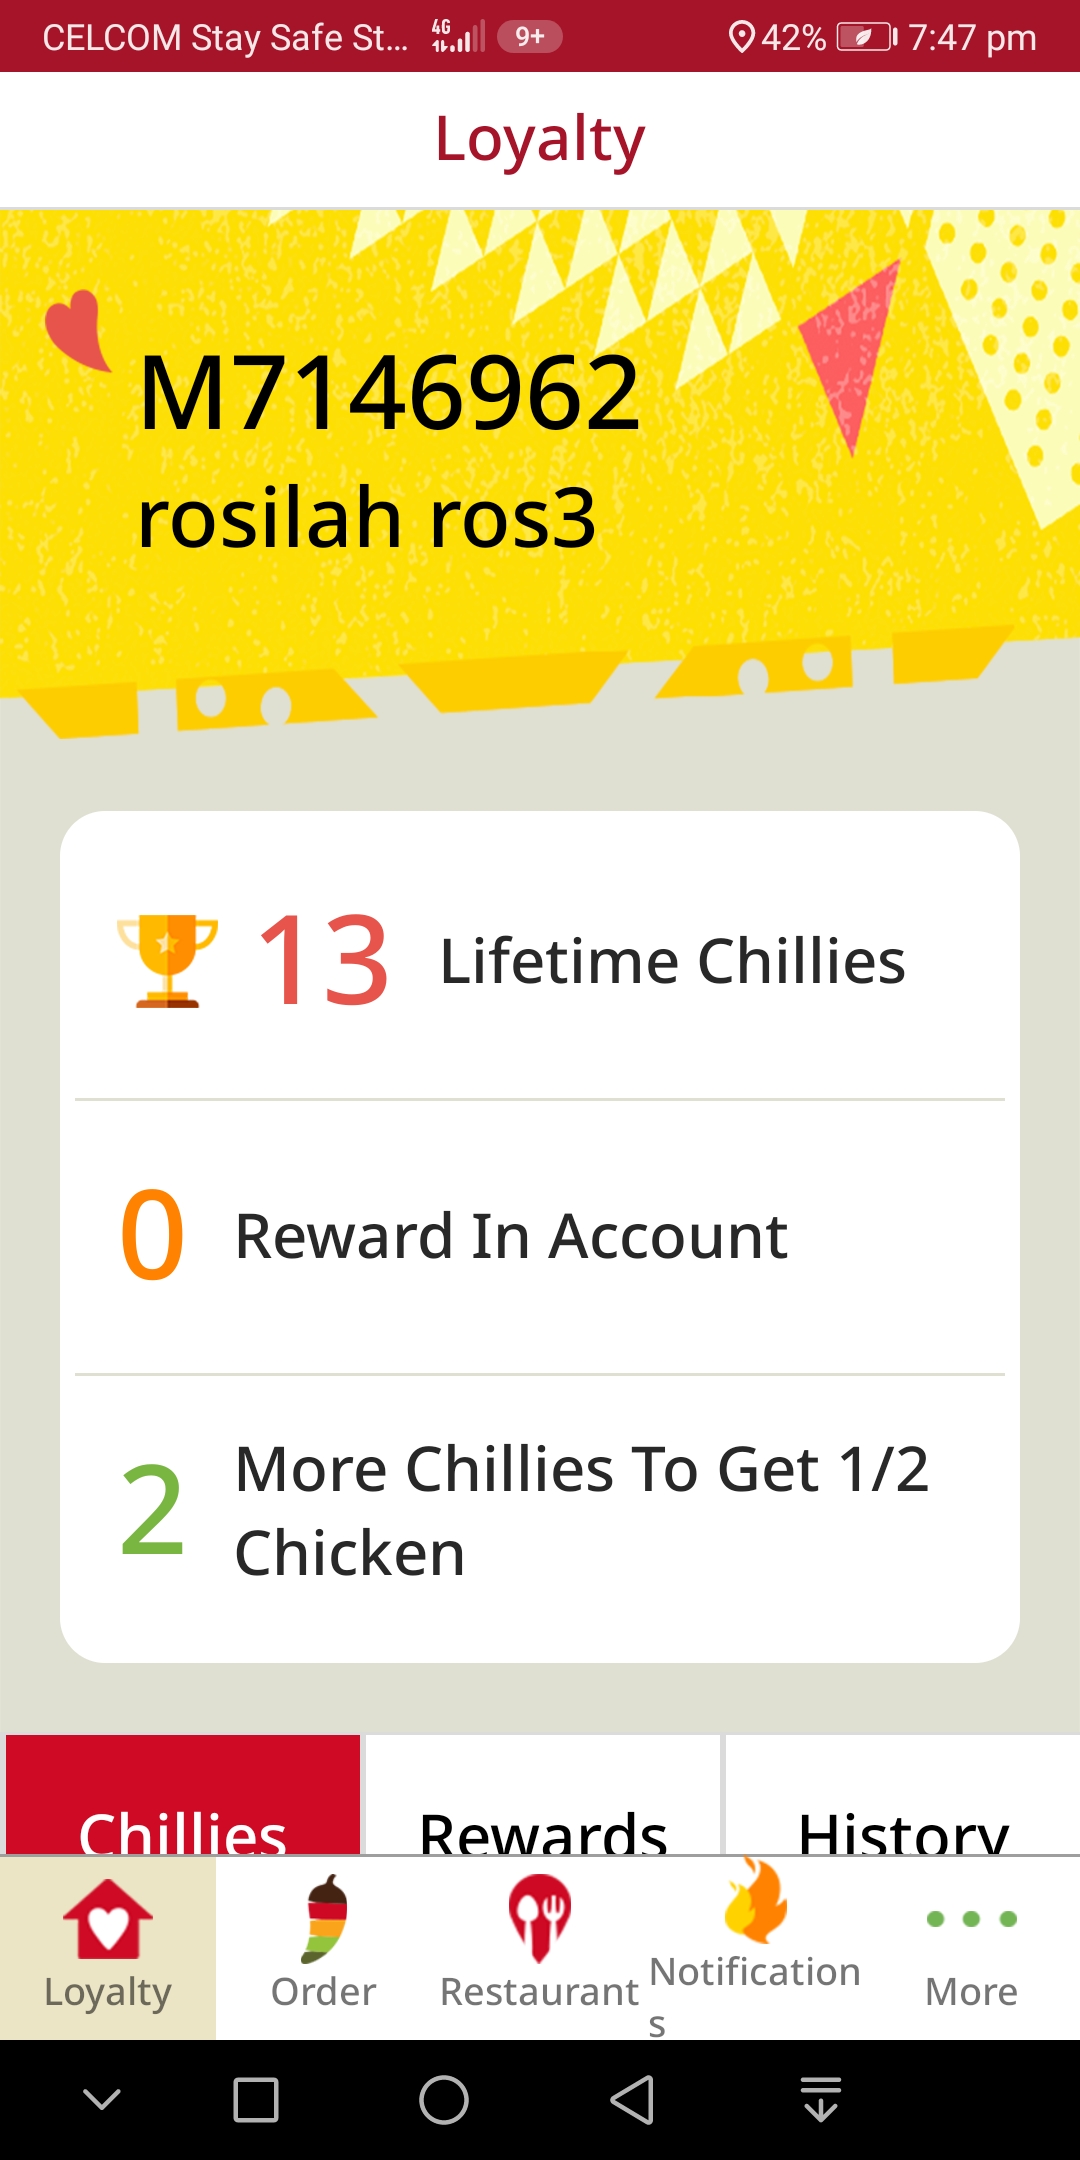 CELCOM Stay Safe St... 4G 9+ 42% 7:47 pm
Loyalty
M7146962
rosilah ros3
13 Lifetime Chillies
0 Reward In Account
2 More Chillies To Get 1/2
Chicken
Chillies Rewards History
Loyalty Order Restaurant Notification
s More